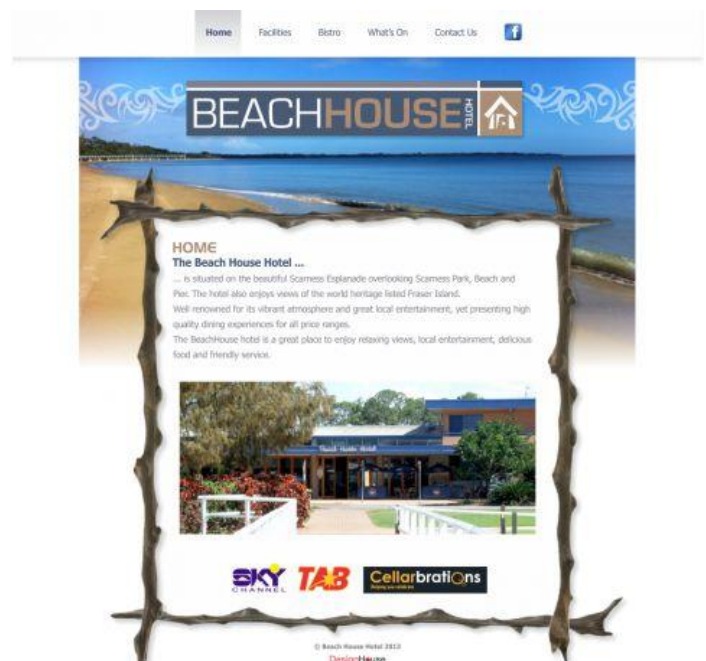 Home Facilities Bistro What's On Contact Us f
BEACHHOUSE HOTEL
HOME
The Beach House Hotel ...
... is situated on the beautiful Scarness Esplanade overlooking Scarness Park, Beach and
Pier. The hotel also enjoys views of the world heritage listed Fraser Island.
Well renowned for its vibrant atmosphere and great local entertainment, yet presenting high
quality dining experiences for all price ranges.
The BeachHouse hotel is a great place to enjoy relaxing views, local entertainment, delicious
food and friendly service.
Beach House Hotel
SKY CHANNEL TAB Cellarbrations
© Beach House Hotel 2013
DesignHouse